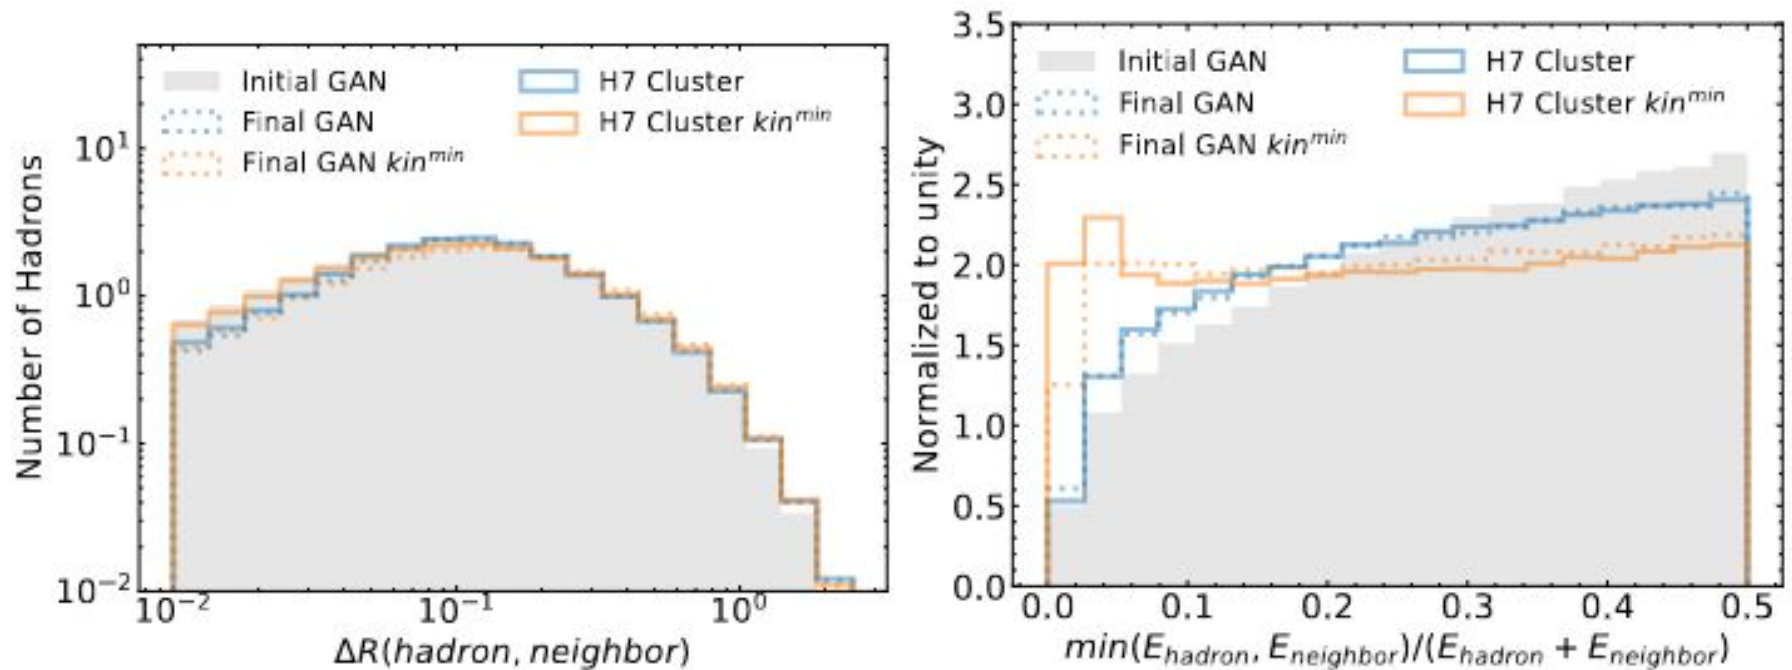 Initial GAN
Final GAN
Final GAN kin^min
H7 Cluster
H7 Cluster kin^min
Number of Hadrons
10^1
10^0
10^−1
10^−2
10^−2 10^−1 10^0
ΔR(hadron, neighbor)
Initial GAN
Final GAN
Final GAN kin^min
H7 Cluster
H7 Cluster kin^min
Normalized to unity
3.5
3.0
2.5
2.0
1.5
1.0
0.5
0.0
0.0 0.1 0.2 0.3 0.4 0.5
min(E_hadron, E_neighbor)/(E_hadron + E_neighbor)